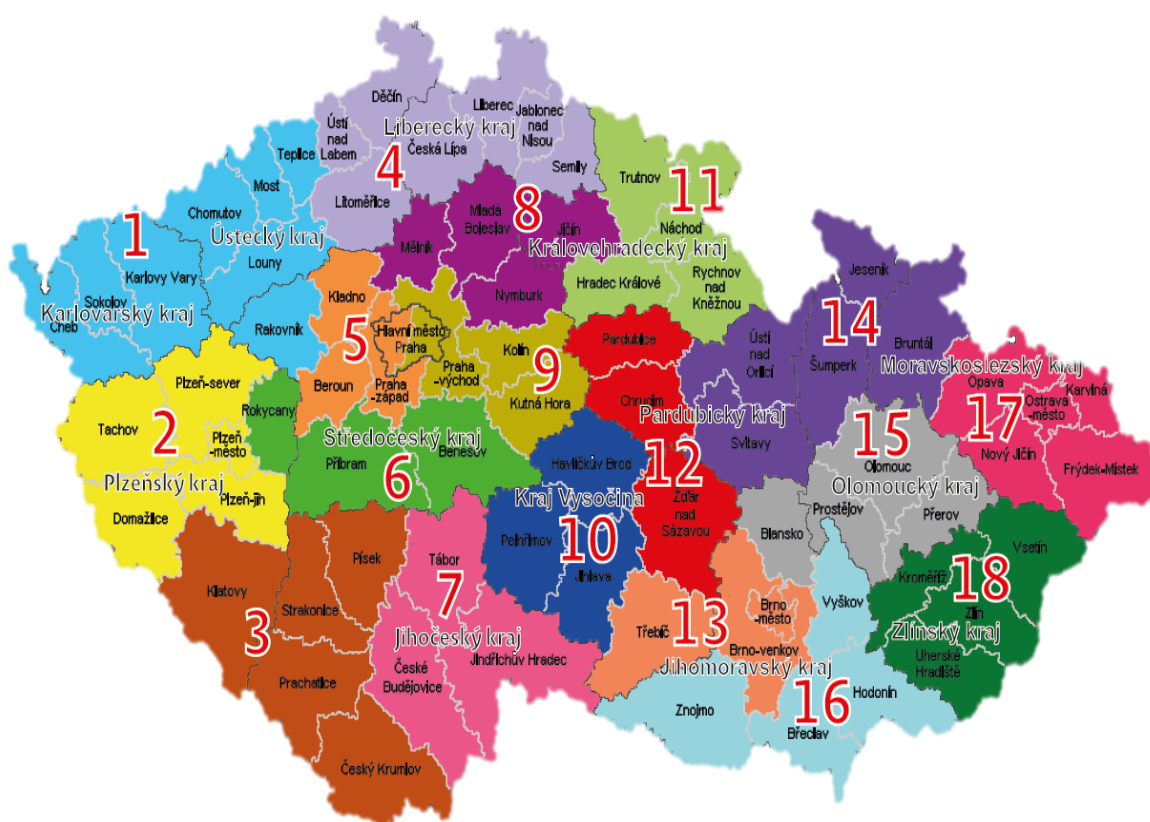 Děčín
Liberec
Jablonec
nad
Nisou
Ústí
nad
Labem
Liberecký kraj
Česká Lípa
4
Semily
Litoměřice
Teplice
Most
Chomutov
1
Ústecký kraj
Louny
Karlovy Vary
Sokolov
Karlovarský kraj
Cheb
Rakovník
Trutnov
11
Náchod
Mladá
Boleslav
8
Jičín
Královehradecký kraj
Mělník
Hradec Králové
Rychnov
nad
Kněžnou
Nymburk
Kladno
5
Hlavní město
Praha
Beroun
Praha
-západ
Praha
-východ
Kolín
9
Kutná Hora
Pardubice
Chrudim
Jeseník
14
Bruntál
Ústí
nad
Orlicí
Šumperk
Moravskoslezský kraj
Opava
Karviná
Ostrava
-město
17
Nový Jičín
Frýdek-Místek
Plzeň-sever
Rokycany
Tachov
2
Plzeň
-město
Plzeňský kraj
Plzeň-jih
Domažlice
Středočeský kraj
Příbram
6
Benešov
Pardubický kraj
Svitavy
15
Olomouc
Olomoucký kraj
Prostějov
Přerov
Havlíčkův Brod
12
Žďár
nad
Sázavou
Kraj Vysočina
Pelhřimov
10
Jihlava
Blansko
Vsetín
Kroměříž
18
Zlín
Zlínský kraj
Uherské
Hradiště
Písek
Klatovy
Strakonice
3
Prachatice
Český Krumlov
Tábor
7
Jihočeský kraj
České
Budějovice
Jindřichův Hradec
Třebíč
13
Brno
-město
Brno-venkov
Jihomoravský kraj
Vyškov
Znojmo
16
Hodonín
Břeclav